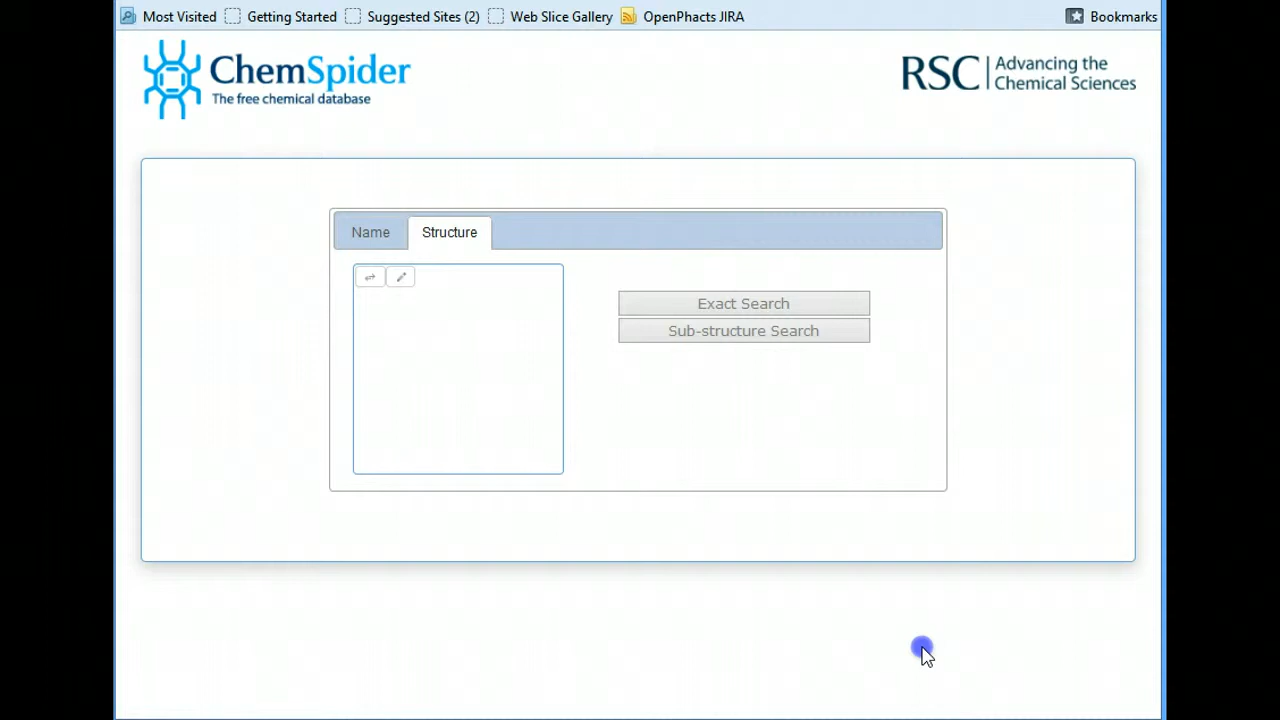 Most Visited Getting Started Suggested Sites (2) Web Slice Gallery OpenPhacts JIRA Bookmarks
ChemSpider
The free chemical database
RSC Advancing the
Chemical Sciences
Name Structure
Exact Search
Sub-structure Search